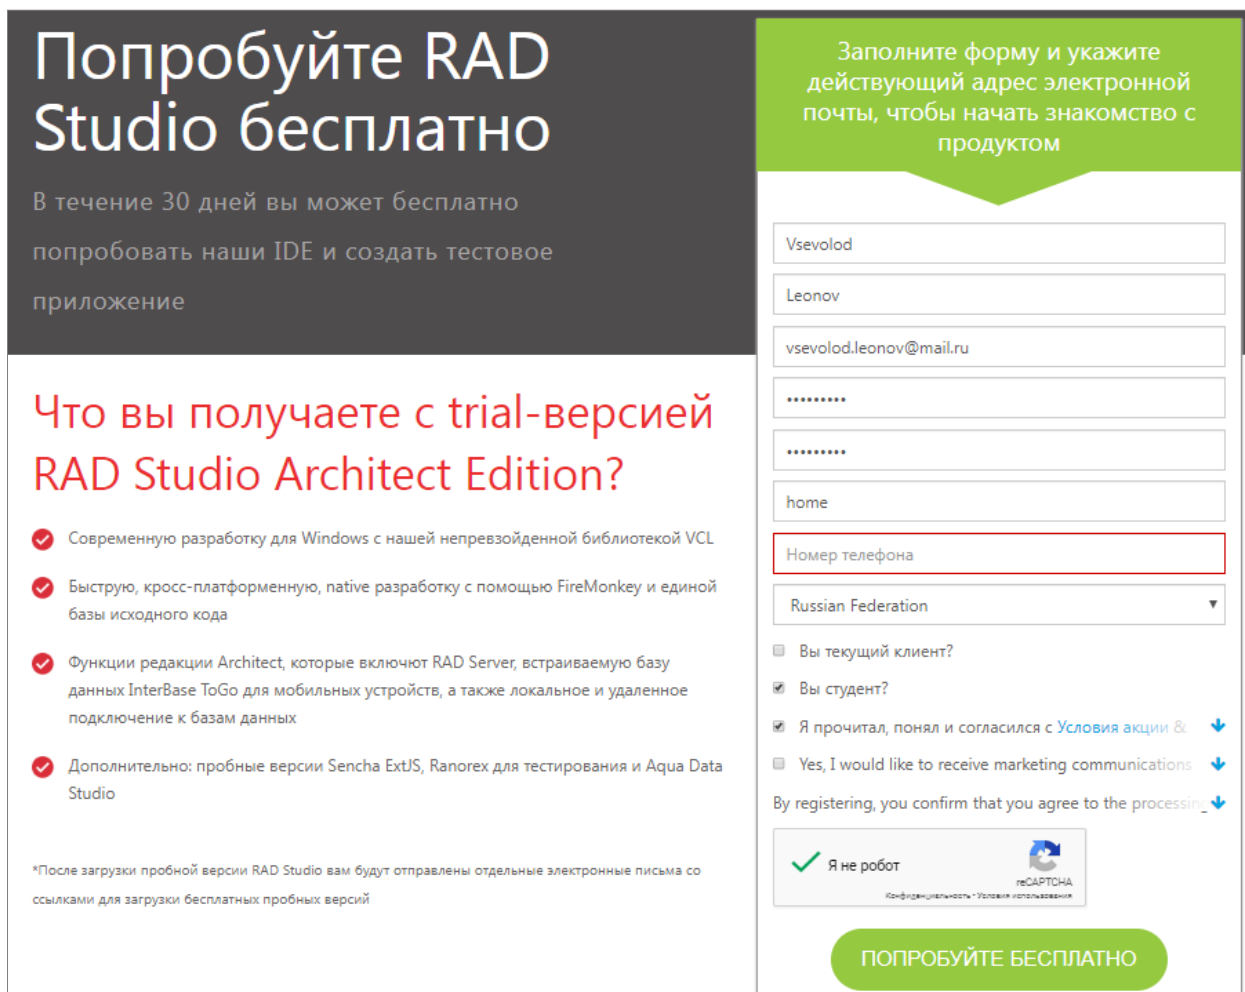 Попробуйте RAD
Studio бесплатно
В течение 30 дней вы может бесплатно
попробовать наши IDE и создать тестовое
приложение
Что вы получаете с trial-версией
RAD Studio Architect Edition?
Современную разработку для Windows с нашей непревзойденной библиотекой VCL
Быструю, кросс-платформенную, native разработку с помощью FireMonkey и единой
базы исходного кода
Функции редакции Architect, которые включют RAD Server, встраиваемую базу
данных InterBase ToGo для мобильных устройств, а также локальное и удаленное
подключение к базам данных
Дополнительно: пробные версии Sencha ExtJS, Ranorex для тестирования и Aqua Data
Studio
*После загрузки пробной версии RAD Studio вам будут отправлены отдельные электронные письма со
ссылками для загрузки бесплатных пробных версий
Заполните форму и укажите
действующий адрес электронной
почты, чтобы начать знакомство с
продуктом
Vsevolod
Leonov
vsevolod.leonov@mail.ru
•••••••••
•••••••••
home
Номер телефона
Russian Federation
Вы текущий клиент?
Вы студент?
Я прочитал, понял и согласился с Условия акции &
Yes, I would like to receive marketing communications
By registering, you confirm that you agree to the processing
Я не робот
reCAPTCHA
Конфиденциальность - Условия использования
ПОПРОБУЙТЕ БЕСПЛАТНО